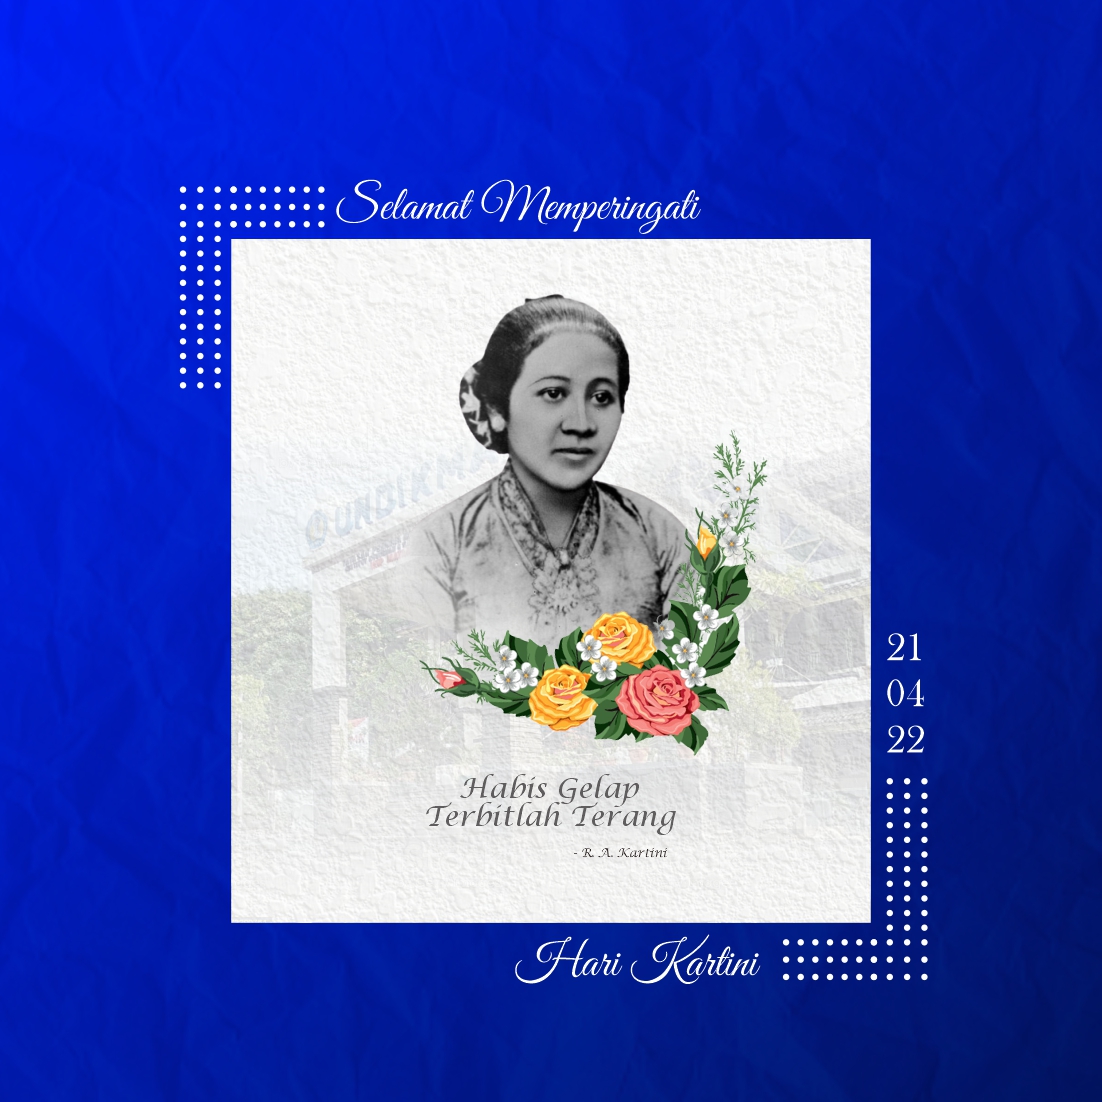 Selamat Memperingati
21
04
22
Habis Gelap
Terbitlah Terang
- R. A. Kartini
Hari Kartini